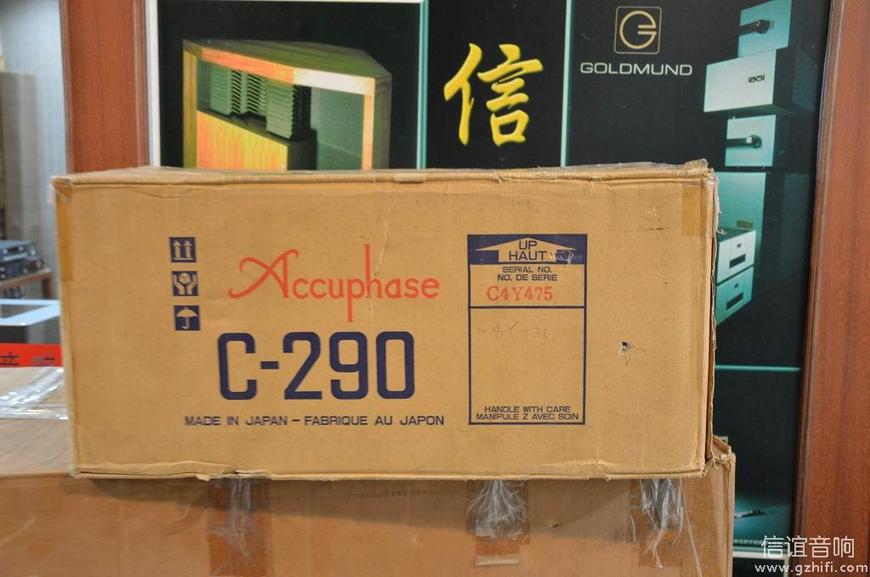 信
GOLDMUND
Accuphase
C-290
MADE IN JAPAN – FABRIQUE AU JAPON
UP
HAUT
SERIAL NO.
NO. DE SERIE
C4Y475
HANDLE WITH CARE
MANIPULE Z AVEC SOIN
信谊音响
www.gzhifi.com